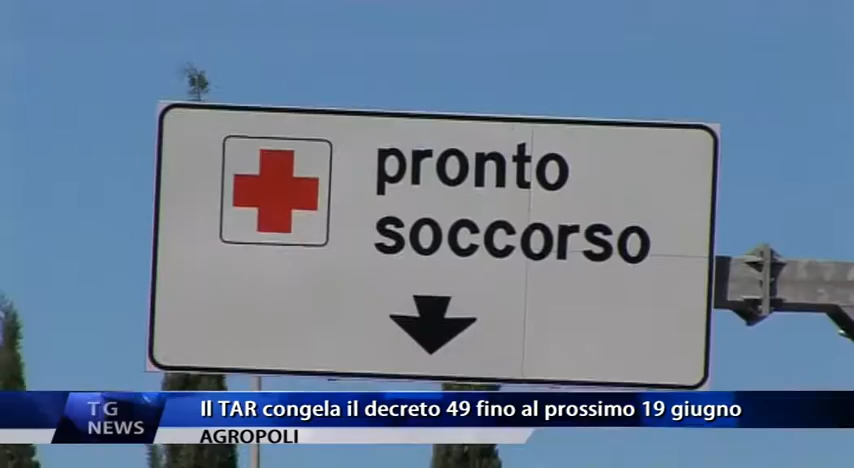 pronto
soccorso
TG
NEWS
Il TAR congela il decreto 49 fino al prossimo 19 giugno
AGROPOLI